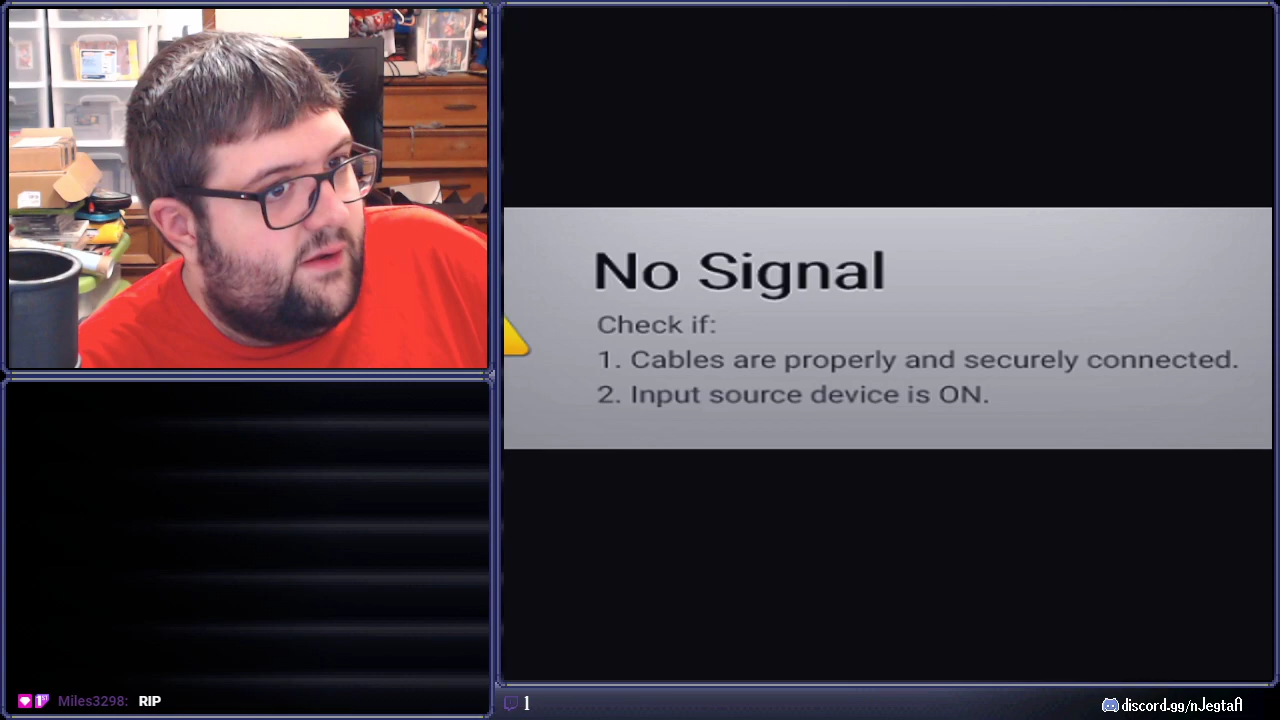 No Signal
Check if:
1. Cables are properly and securely connected.
2. Input source device is ON.
1ST Miles3298: RIP
1
discord.gg/nJegtafl